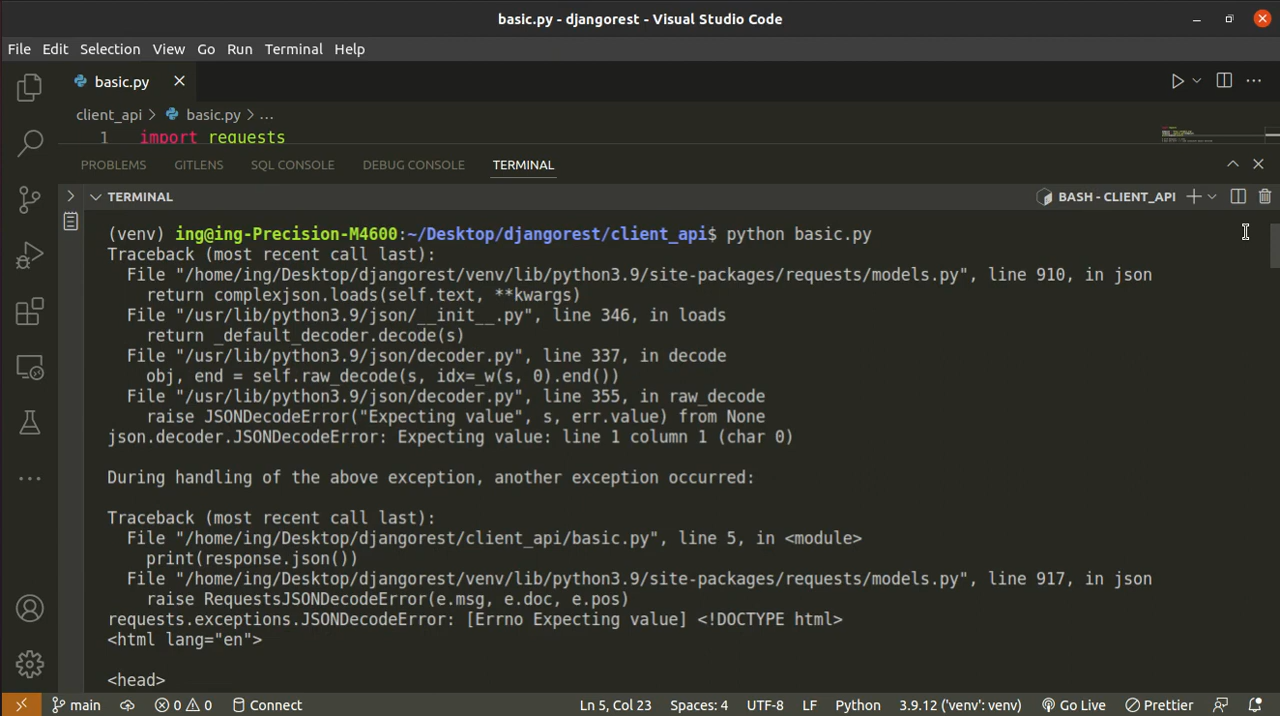 basic.py - djangorest - Visual Studio Code
File Edit Selection View Go Run Terminal Help
basic.py
client_api > basic.py > ...
1 import requests
PROBLEMS GITLENS SQL CONSOLE DEBUG CONSOLE TERMINAL
TERMINAL BASH - CLIENT_API
(venv) ing@ing-Precision-M4600:~/Desktop/djangorest/client_api$ python basic.py
Traceback (most recent call last):
File "/home/ing/Desktop/djangorest/venv/lib/python3.9/site-packages/requests/models.py", line 910, in json
return complexjson.loads(self.text, **kwargs)
File "/usr/lib/python3.9/json/__init__.py", line 346, in loads
return _default_decoder.decode(s)
File "/usr/lib/python3.9/json/decoder.py", line 337, in decode
obj, end = self.raw_decode(s, idx=_w(s, 0).end())
File "/usr/lib/python3.9/json/decoder.py", line 355, in raw_decode
raise JSONDecodeError("Expecting value", s, err.value) from None
json.decoder.JSONDecodeError: Expecting value: line 1 column 1 (char 0)
During handling of the above exception, another exception occurred:
Traceback (most recent call last):
File "/home/ing/Desktop/djangorest/client_api/basic.py", line 5, in <module>
print(response.json())
File "/home/ing/Desktop/djangorest/venv/lib/python3.9/site-packages/requests/models.py", line 917, in json
raise RequestsJSONDecodeError(e.msg, e.doc, e.pos)
requests.exceptions.JSONDecodeError: [Errno Expecting value] <!DOCTYPE html>
<html lang="en">
<head>
main 0 0 Connect Ln 5, Col 23 Spaces: 4 UTF-8 LF Python 3.9.12 ('venv': venv) Go Live Prettier